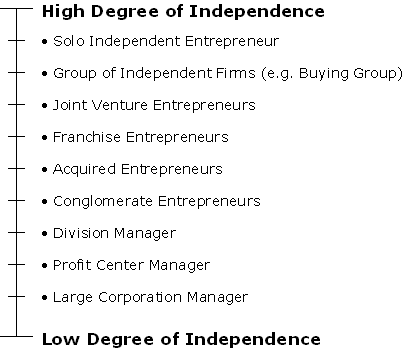 High Degree of Independence
• Solo Independent Entrepreneur
• Group of Independent Firms (e.g. Buying Group)
• Joint Venture Entrepreneurs
• Franchise Entrepreneurs
• Acquired Entrepreneurs
• Conglomerate Entrepreneurs
• Division Manager
• Profit Center Manager
• Large Corporation Manager
Low Degree of Independence